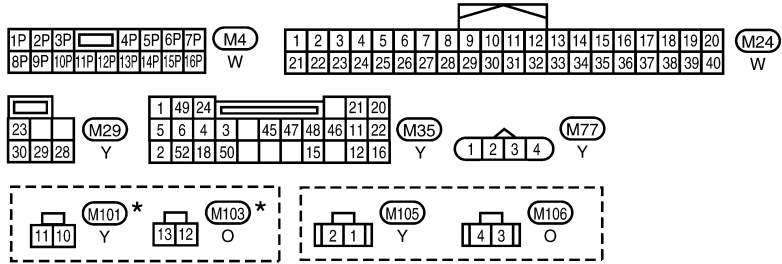 1P 2P 3P 4P 5P 6P 7P M4
8P 9P 10P 11P 12P 13P 14P 15P 16P W
1 2 3 4 5 6 7 8 9 10 11 12 13 14 15 16 17 18 19 20 M24
21 22 23 24 25 26 27 28 29 30 31 32 33 34 35 36 37 38 39 40 W
23 M29
30 29 28 Y
1 49 24 21 20
5 6 4 3 45 47 48 46 11 22 M35
2 52 18 50 15 12 16 Y
1 2 3 4 M77
Y
M101 *
11 10 Y
M103 *
13 12 O
M105
2 1 Y
M106
4 3 O